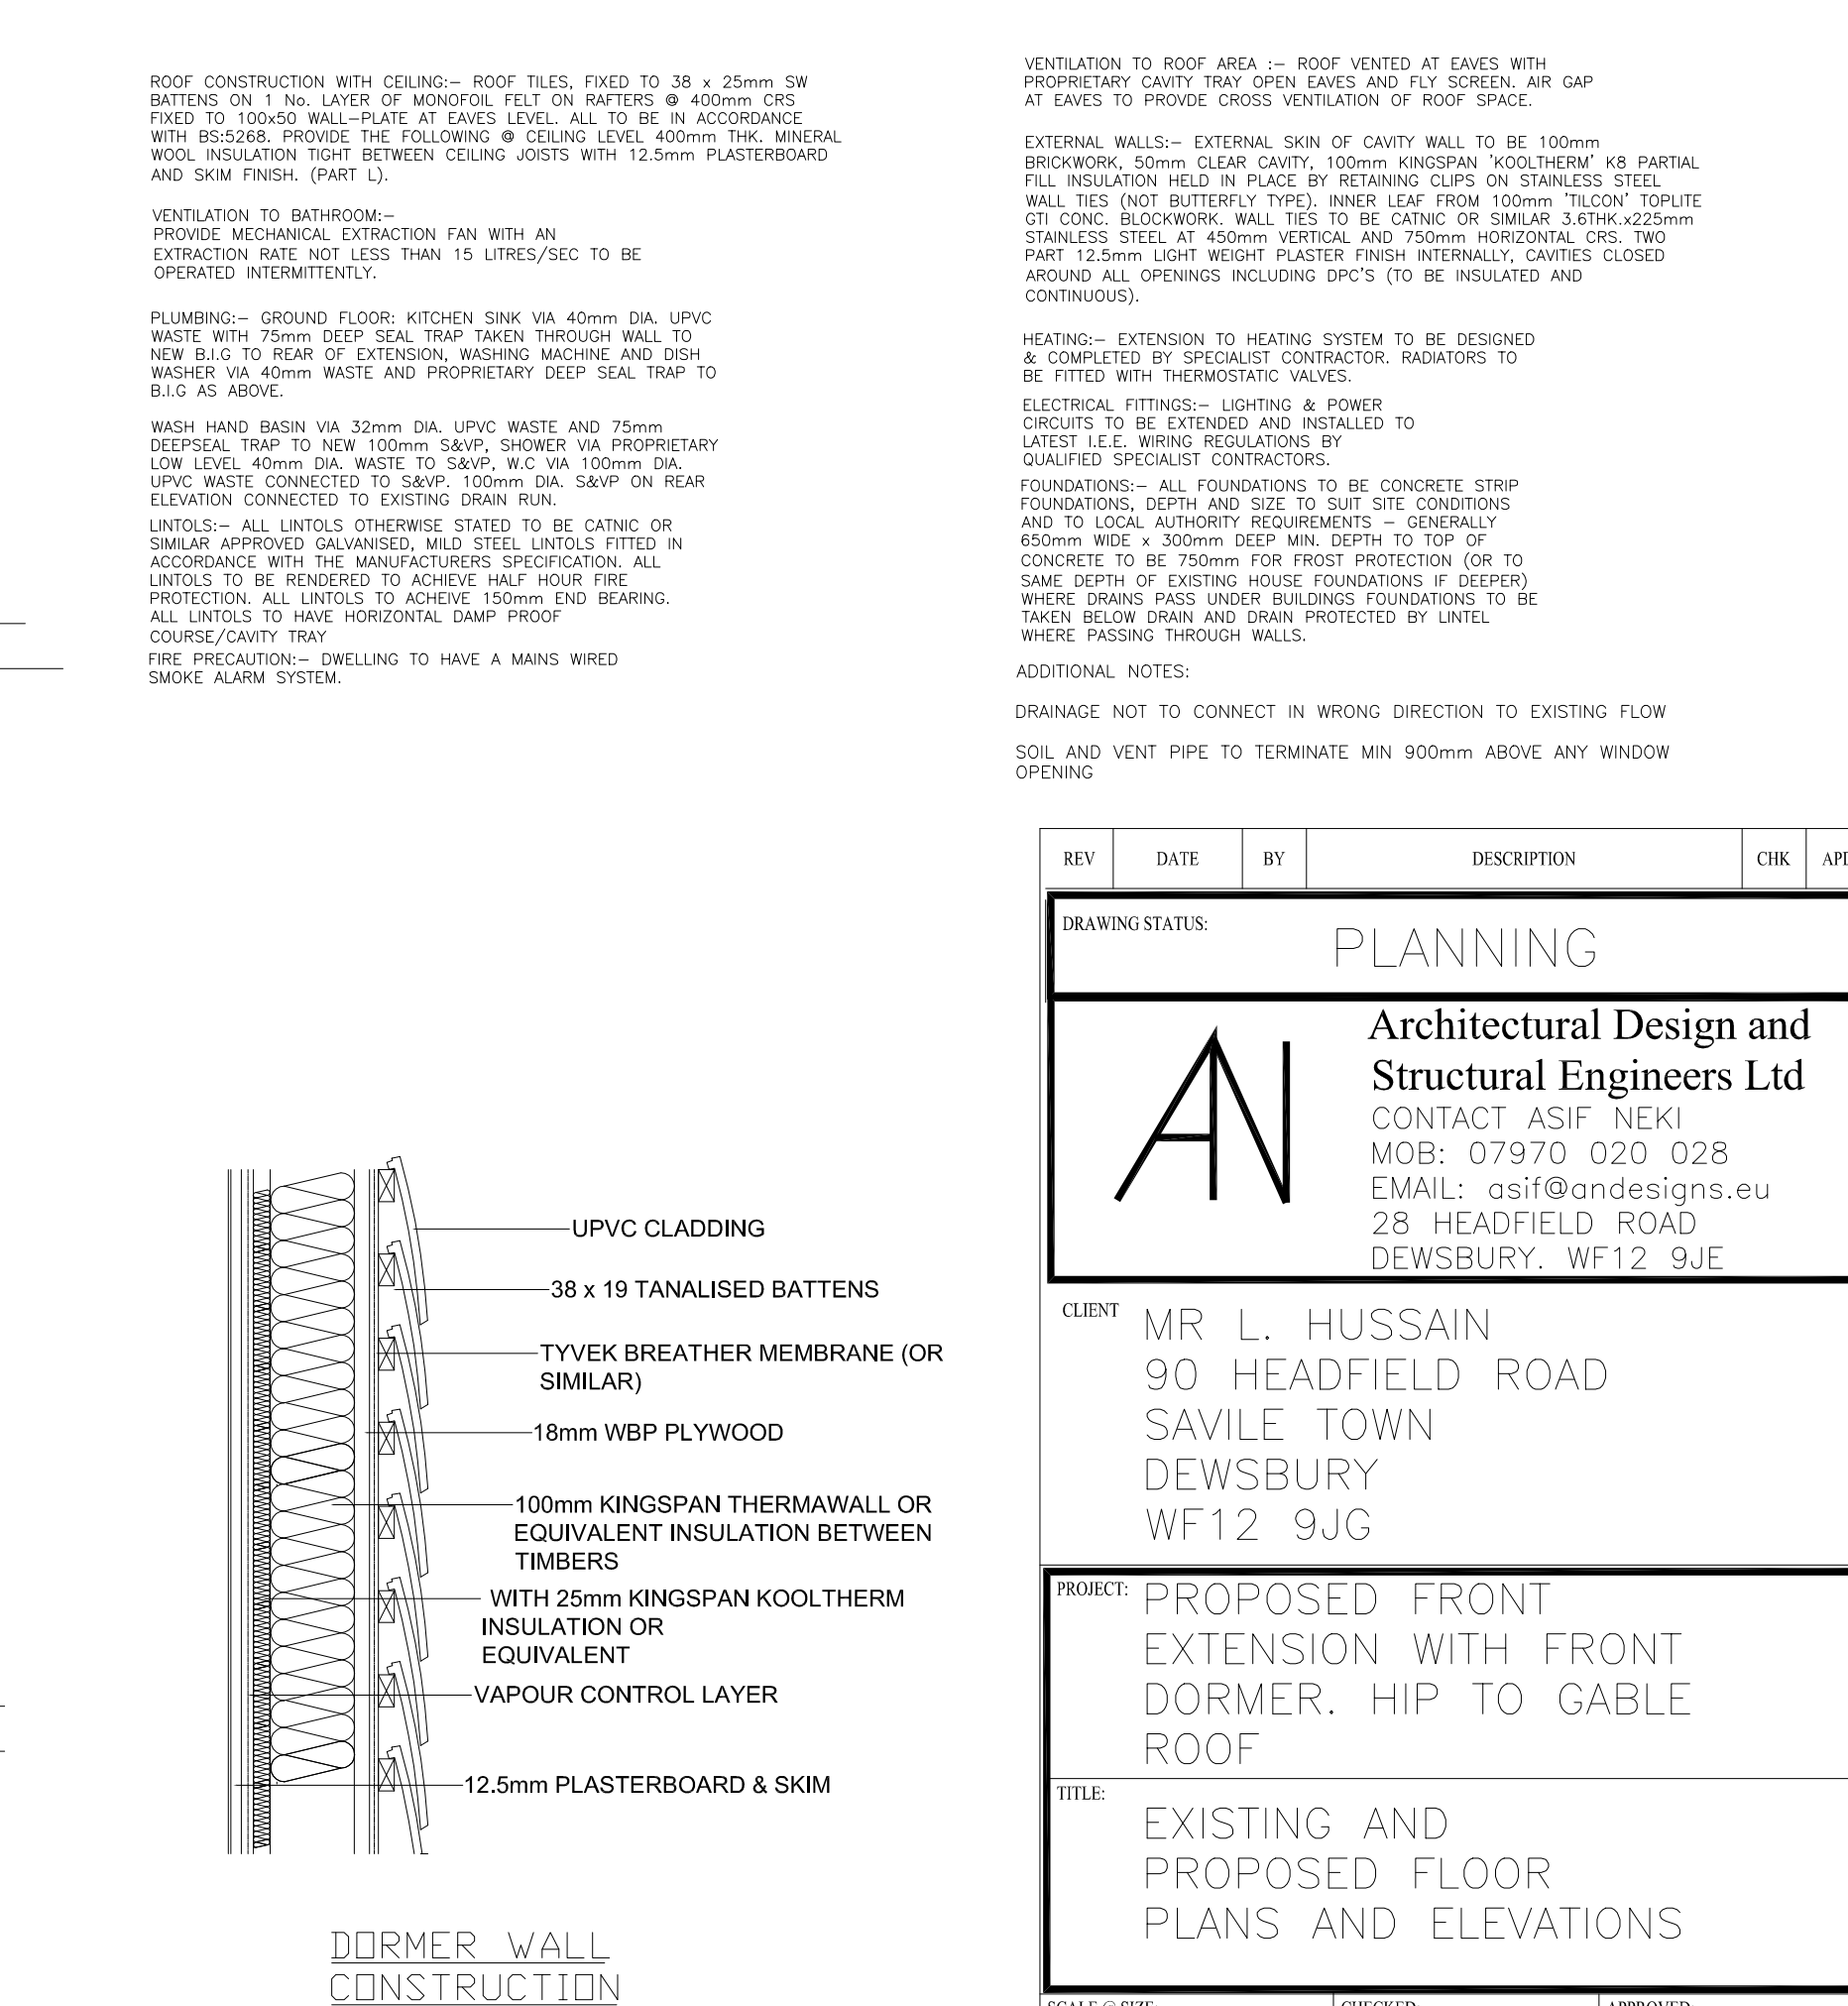 ROOF CONSTRUCTION WITH CEILING:– ROOF TILES, FIXED TO 38 x 25mm SW
BATTENS ON 1 No. LAYER OF MONOFOIL FELT ON RAFTERS @ 400mm CRS
FIXED TO 100x50 WALL–PLATE AT EAVES LEVEL. ALL TO BE IN ACCORDANCE
WITH BS:5268. PROVIDE THE FOLLOWING @ CEILING LEVEL 400mm THK. MINERAL
WOOL INSULATION TIGHT BETWEEN CEILING JOISTS WITH 12.5mm PLASTERBOARD
AND SKIM FINISH. (PART L).
VENTILATION TO BATHROOM:–
PROVIDE MECHANICAL EXTRACTION FAN WITH AN
EXTRACTION RATE NOT LESS THAN 15 LITRES/SEC TO BE
OPERATED INTERMITTENTLY.
PLUMBING:– GROUND FLOOR: KITCHEN SINK VIA 40mm DIA. UPVC
WASTE WITH 75mm DEEP SEAL TRAP TAKEN THROUGH WALL TO
NEW B.I.G TO REAR OF EXTENSION, WASHING MACHINE AND DISH
WASHER VIA 40mm WASTE AND PROPRIETARY DEEP SEAL TRAP TO
B.I.G AS ABOVE.
WASH HAND BASIN VIA 32mm DIA. UPVC WASTE AND 75mm
DEEPSEAL TRAP TO NEW 100mm S&VP, SHOWER VIA PROPRIETARY
LOW LEVEL 40mm DIA. WASTE TO S&VP, W.C VIA 100mm DIA.
UPVC WASTE CONNECTED TO S&VP. 100mm DIA. S&VP ON REAR
ELEVATION CONNECTED TO EXISTING DRAIN RUN.
LINTOLS:– ALL LINTOLS OTHERWISE STATED TO BE CATNIC OR
SIMILAR APPROVED GALVANISED, MILD STEEL LINTOLS FITTED IN
ACCORDANCE WITH THE MANUFACTURERS SPECIFICATION. ALL
LINTOLS TO BE RENDERED TO ACHIEVE HALF HOUR FIRE
PROTECTION. ALL LINTOLS TO ACHEIVE 150mm END BEARING.
ALL LINTOLS TO HAVE HORIZONTAL DAMP PROOF
COURSE/CAVITY TRAY
FIRE PRECAUTION:– DWELLING TO HAVE A MAINS WIRED
SMOKE ALARM SYSTEM.
VENTILATION TO ROOF AREA :– ROOF VENTED AT EAVES WITH
PROPRIETARY CAVITY TRAY OPEN EAVES AND FLY SCREEN. AIR GAP
AT EAVES TO PROVDE CROSS VENTILATION OF ROOF SPACE.
EXTERNAL WALLS:– EXTERNAL SKIN OF CAVITY WALL TO BE 100mm
BRICKWORK, 50mm CLEAR CAVITY, 100mm KINGSPAN 'KOOLTHERM' K8 PARTIAL
FILL INSULATION HELD IN PLACE BY RETAINING CLIPS ON STAINLESS STEEL
WALL TIES (NOT BUTTERFLY TYPE). INNER LEAF FROM 100mm 'TILCON' TOPLITE
GTI CONC. BLOCKWORK. WALL TIES TO BE CATNIC OR SIMILAR 3.6THK.x225mm
STAINLESS STEEL AT 450mm VERTICAL AND 750mm HORIZONTAL CRS. TWO
PART 12.5mm LIGHT WEIGHT PLASTER FINISH INTERNALLY, CAVITIES CLOSED
AROUND ALL OPENINGS INCLUDING DPC'S (TO BE INSULATED AND
CONTINUOUS).
HEATING:– EXTENSION TO HEATING SYSTEM TO BE DESIGNED
& COMPLETED BY SPECIALIST CONTRACTOR. RADIATORS TO
BE FITTED WITH THERMOSTATIC VALVES.
ELECTRICAL FITTINGS:– LIGHTING & POWER
CIRCUITS TO BE EXTENDED AND INSTALLED TO
LATEST I.E.E. WIRING REGULATIONS BY
QUALIFIED SPECIALIST CONTRACTORS.
FOUNDATIONS:– ALL FOUNDATIONS TO BE CONCRETE STRIP
FOUNDATIONS, DEPTH AND SIZE TO SUIT SITE CONDITIONS
AND TO LOCAL AUTHORITY REQUIREMENTS – GENERALLY
650mm WIDE x 300mm DEEP MIN. DEPTH TO TOP OF
CONCRETE TO BE 750mm FOR FROST PROTECTION (OR TO
SAME DEPTH OF EXISTING HOUSE FOUNDATIONS IF DEEPER)
WHERE DRAINS PASS UNDER BUILDINGS FOUNDATIONS TO BE
TAKEN BELOW DRAIN AND DRAIN PROTECTED BY LINTEL
WHERE PASSING THROUGH WALLS.
ADDITIONAL NOTES:
DRAINAGE NOT TO CONNECT IN WRONG DIRECTION TO EXISTING FLOW
SOIL AND VENT PIPE TO TERMINATE MIN 900mm ABOVE ANY WINDOW
OPENING
UPVC CLADDING
38 x 19 TANALISED BATTENS
TYVEK BREATHER MEMBRANE (OR
SIMILAR)
18mm WBP PLYWOOD
100mm KINGSPAN THERMAWALL OR
EQUIVALENT INSULATION BETWEEN
TIMBERS
WITH 25mm KINGSPAN KOOLTHERM
INSULATION OR
EQUIVALENT
VAPOUR CONTROL LAYER
12.5mm PLASTERBOARD & SKIM
DORMER WALL
CONSTRUCTION
REV DATE BY DESCRIPTION CHK
DRAWING STATUS:
PLANNING
AN
Architectural Design and
Structural Engineers Ltd
CONTACT ASIF NEKI
MOB: 07970 020 028
EMAIL: asif@andesigns.eu
28 HEADFIELD ROAD
DEWSBURY. WF12 9JE
CLIENT
MR L. HUSSAIN
90 HEADFIELD ROAD
SAVILE TOWN
DEWSBURY
WF12 9JG
PROJECT:
PROPOSED FRONT
EXTENSION WITH FRONT
DORMER. HIP TO GABLE
ROOF
TITLE:
EXISTING AND
PROPOSED FLOOR
PLANS AND ELEVATIONS
SCALE @ SIZE: CHECKED: APPROVED: